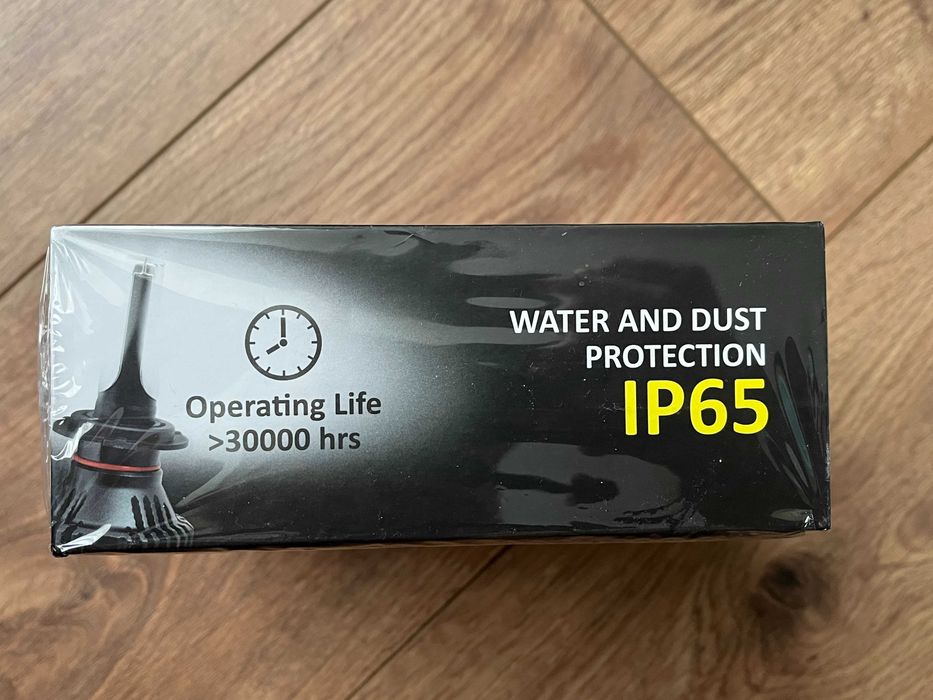 Operating Life
>30000 hrs
WATER AND DUST
PROTECTION
IP65